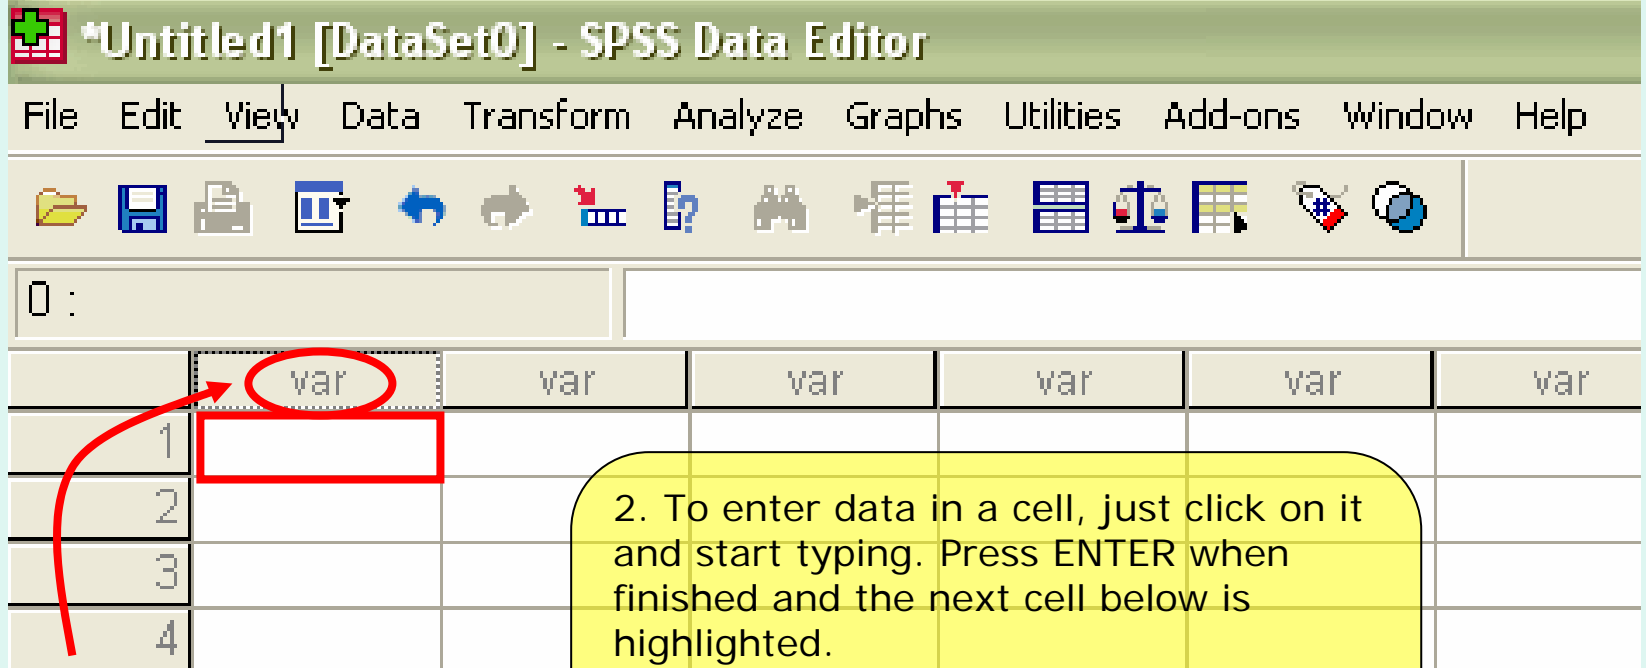 *Untitled1 [DataSet0] - SPSS Data Editor
File Edit View Data Transform Analyze Graphs Utilities Add-ons Window Help
0 :
var var var var var var
1
2
3
4
2. To enter data in a cell, just click on it
and start typing. Press ENTER when
finished and the next cell below is
highlighted.